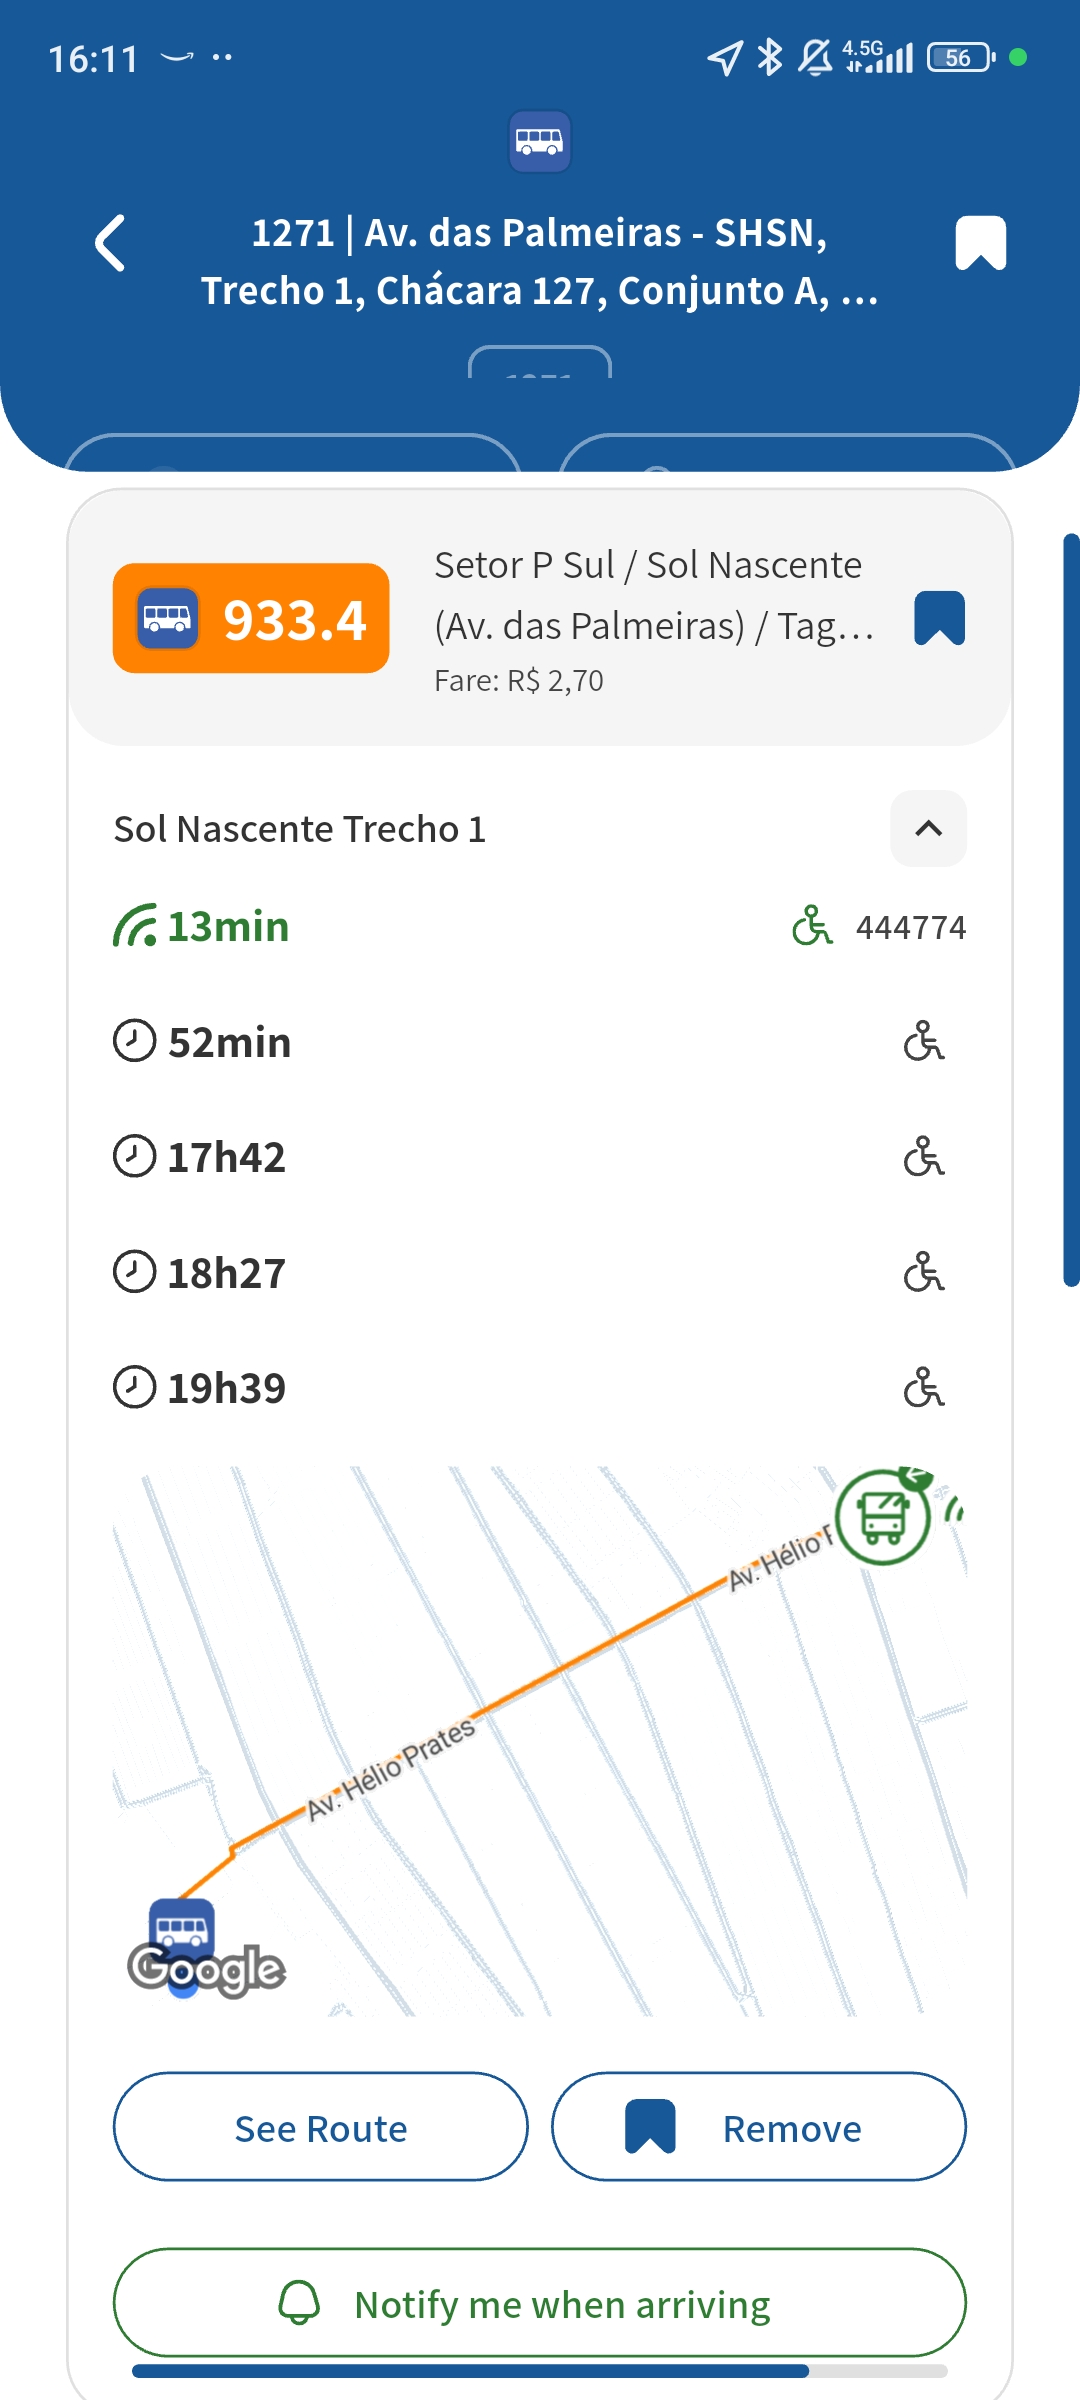 16:11
4.5G
56
1271 | Av. das Palmeiras - SHSN,
Trecho 1, Chácara 127, Conjunto A, ...
933.4
Setor P Sul / Sol Nascente
(Av. das Palmeiras) / Tag...
Fare: R$ 2,70
Sol Nascente Trecho 1
13min
444774
52min
17h42
18h27
19h39
Av. Hélio
Av. Hélio Prates
Google
See Route
Remove
Notify me when arriving